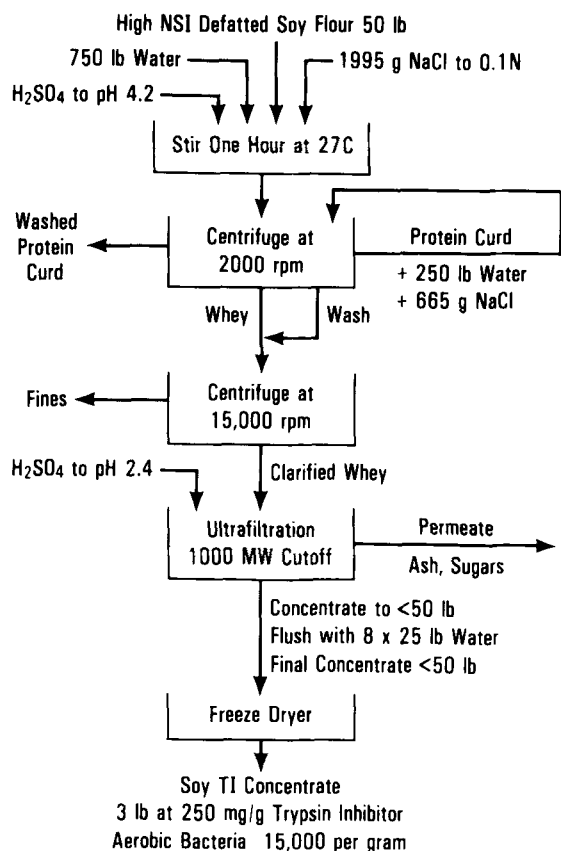 High NSI Defatted Soy Flour 50 lb
750 lb Water
1995 g NaCl to 0.1N
H₂SO₄ to pH 4.2
Stir One Hour at 27C
Washed
Protein
Curd
Centrifuge at
2000 rpm
Protein Curd
+ 250 lb Water
+ 665 g NaCl
Whey
Wash
Fines
Centrifuge at
15,000 rpm
H₂SO₄ to pH 2.4
Clarified Whey
Ultrafiltration
1000 MW Cutoff
Permeate
Ash, Sugars
Concentrate to <50 lb
Flush with 8 x 25 lb Water
Final Concentrate <50 lb
Freeze Dryer
Soy TI Concentrate
3 lb at 250 mg/g Trypsin Inhibitor
Aerobic Bacteria 15,000 per gram